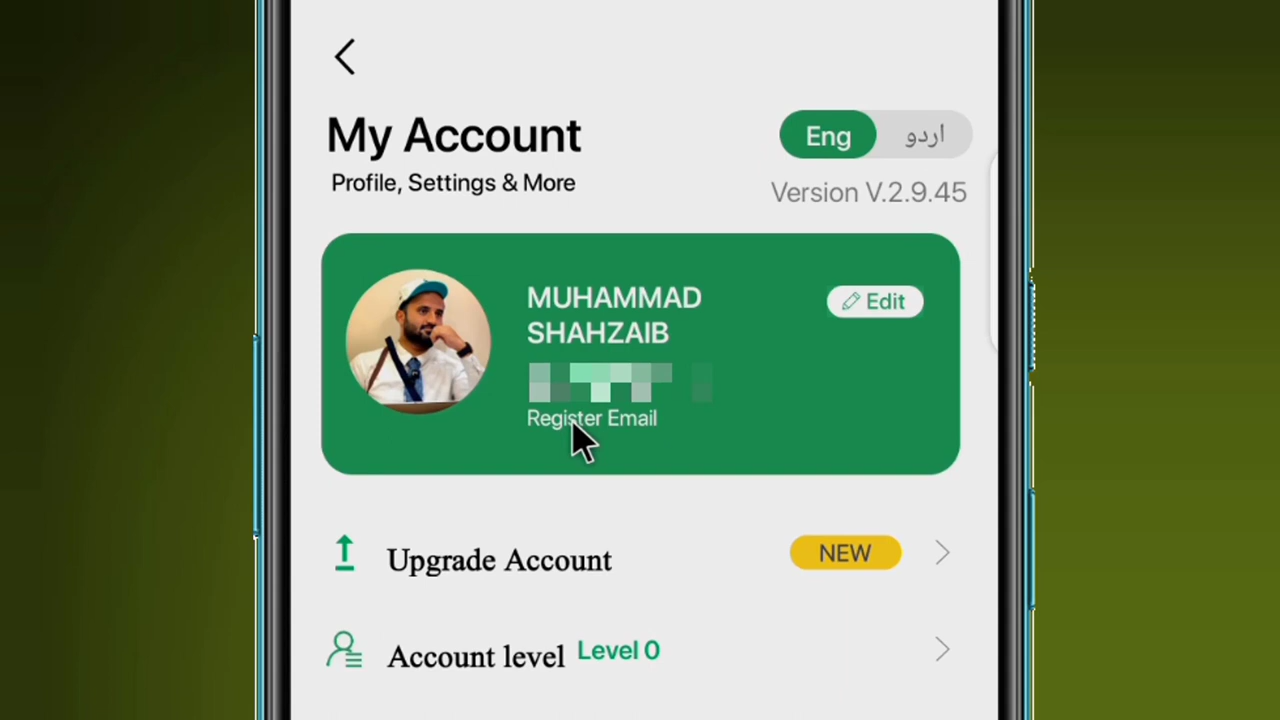 My Account
Eng اردو
Profile, Settings & More
Version V.2.9.45
MUHAMMAD
SHAHZAIB
Edit
Register Email
Upgrade Account NEW
Account level Level 0